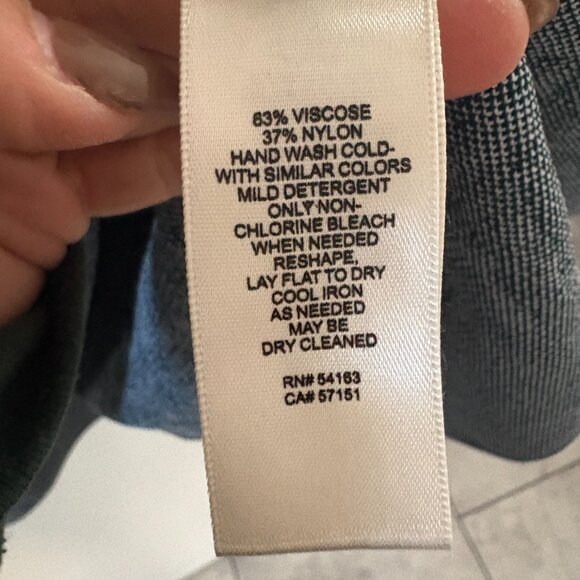 63% VISCOSE
37% NYLON
HAND WASH COLD-
WITH SIMILAR COLORS
MILD DETERGENT
ONLY NON-
CHLORINE BLEACH
WHEN NEEDED
RESHAPE,
LAY FLAT TO DRY
COOL IRON
AS NEEDED
MAY BE
DRY CLEANED
RN# 54163
CA# 57151